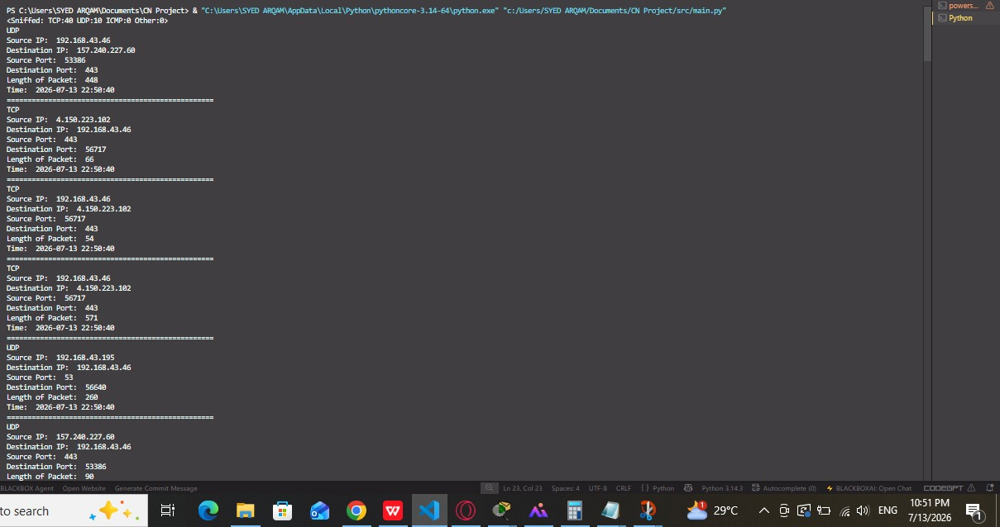 PS C:\Users\SYED ARQAM\Documents\CN Project> & "C:\Users\SYED ARQAM\AppData\Local\Python\pythoncore-3.14-64\python.exe" "c:/Users/SYED ARQAM/Documents/CN Project/src/main.py"
<Sniffed: TCP:40 UDP:10 ICMP:0 Other:0>
UDP
Source IP:  192.168.43.46
Destination IP:  157.240.227.60
Source Port:  53386
Destination Port:  443
Length of Packet:  448
Time:  2026-07-13 22:50:40
==================================================
TCP
Source IP:  4.150.223.102
Destination IP:  192.168.43.46
Source Port:  443
Destination Port:  56717
Length of Packet:  66
Time:  2026-07-13 22:50:40
==================================================
TCP
Source IP:  192.168.43.46
Destination IP:  4.150.223.102
Source Port:  56717
Destination Port:  443
Length of Packet:  54
Time:  2026-07-13 22:50:40
==================================================
TCP
Source IP:  192.168.43.46
Destination IP:  4.150.223.102
Source Port:  56717
Destination Port:  443
Length of Packet:  571
Time:  2026-07-13 22:50:40
==================================================
UDP
Source IP:  192.168.43.195
Destination IP:  192.168.43.46
Source Port:  53
Destination Port:  56640
Length of Packet:  260
Time:  2026-07-13 22:50:40
==================================================
UDP
Source IP:  157.240.227.60
Destination IP:  192.168.43.46
Source Port:  443
Destination Port:  53386
Length of Packet:  90
powers...
Python
BLACKBOX Agent Open Website Generate Commit Message Ln 23, Col 23 Spaces: 4 UTF-8 CRLF { } Python Python 3.14.3 Autocomplete (0) BLACKBOXAI: Open Chat CODEGPT
to search 1 29°C ENG 10:51 PM 1
7/13/2026